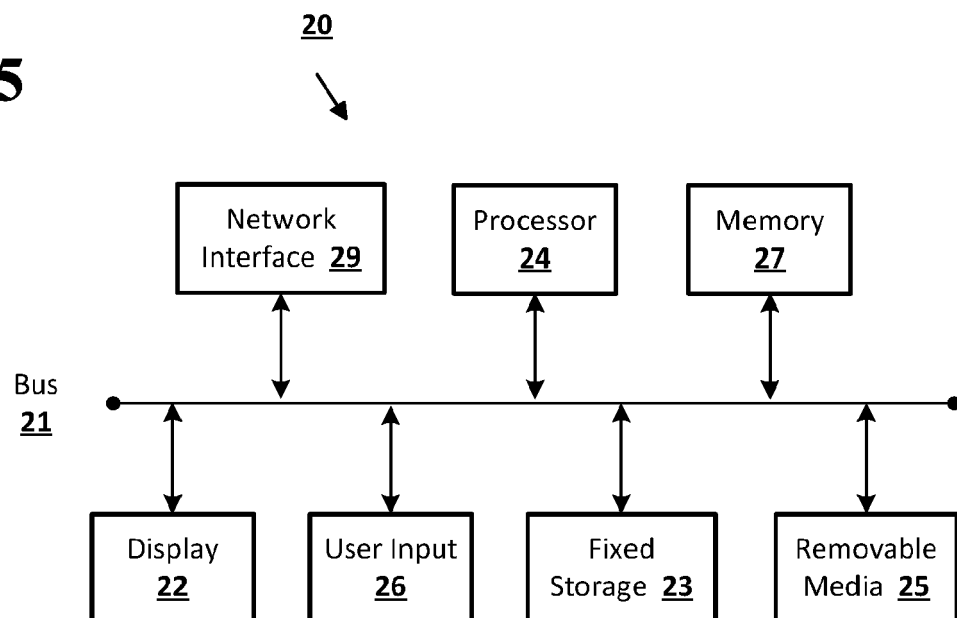 20
5
Network
Interface 29
Processor
24
Memory
27
Bus
21
Display
22
User Input
26
Fixed
Storage 23
Removable
Media 25